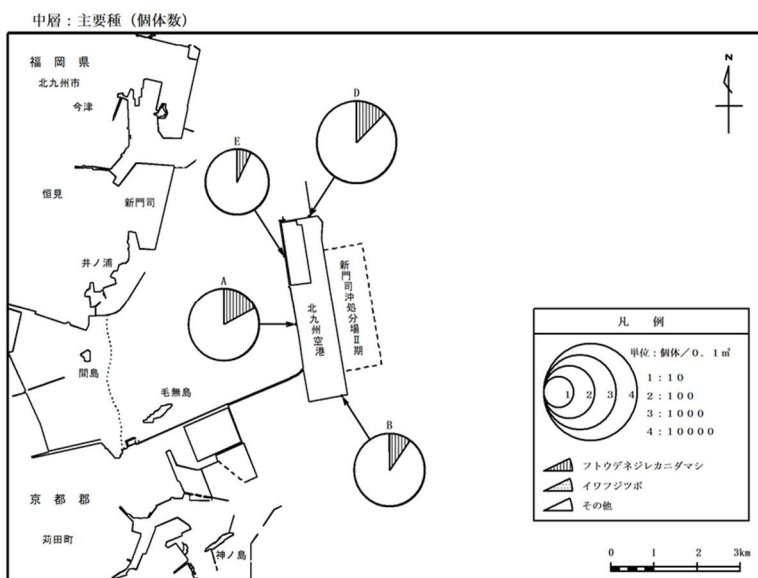 中層：主要種（個体数）
福岡県
北九州市
今津
恒見
新門司
井ノ浦
間島
毛無島
京都郡
苅田町
神ノ島
D
E
A
B
北九州空港
新門司沖処分場Ⅱ期
N
凡　例
単位：個体／0．1㎡
1 2 3 4
1：10
2：100
3：1000
4：10000
フトウデネジレカニダマシ
イワフジツボ
その他
0 1 2 3km